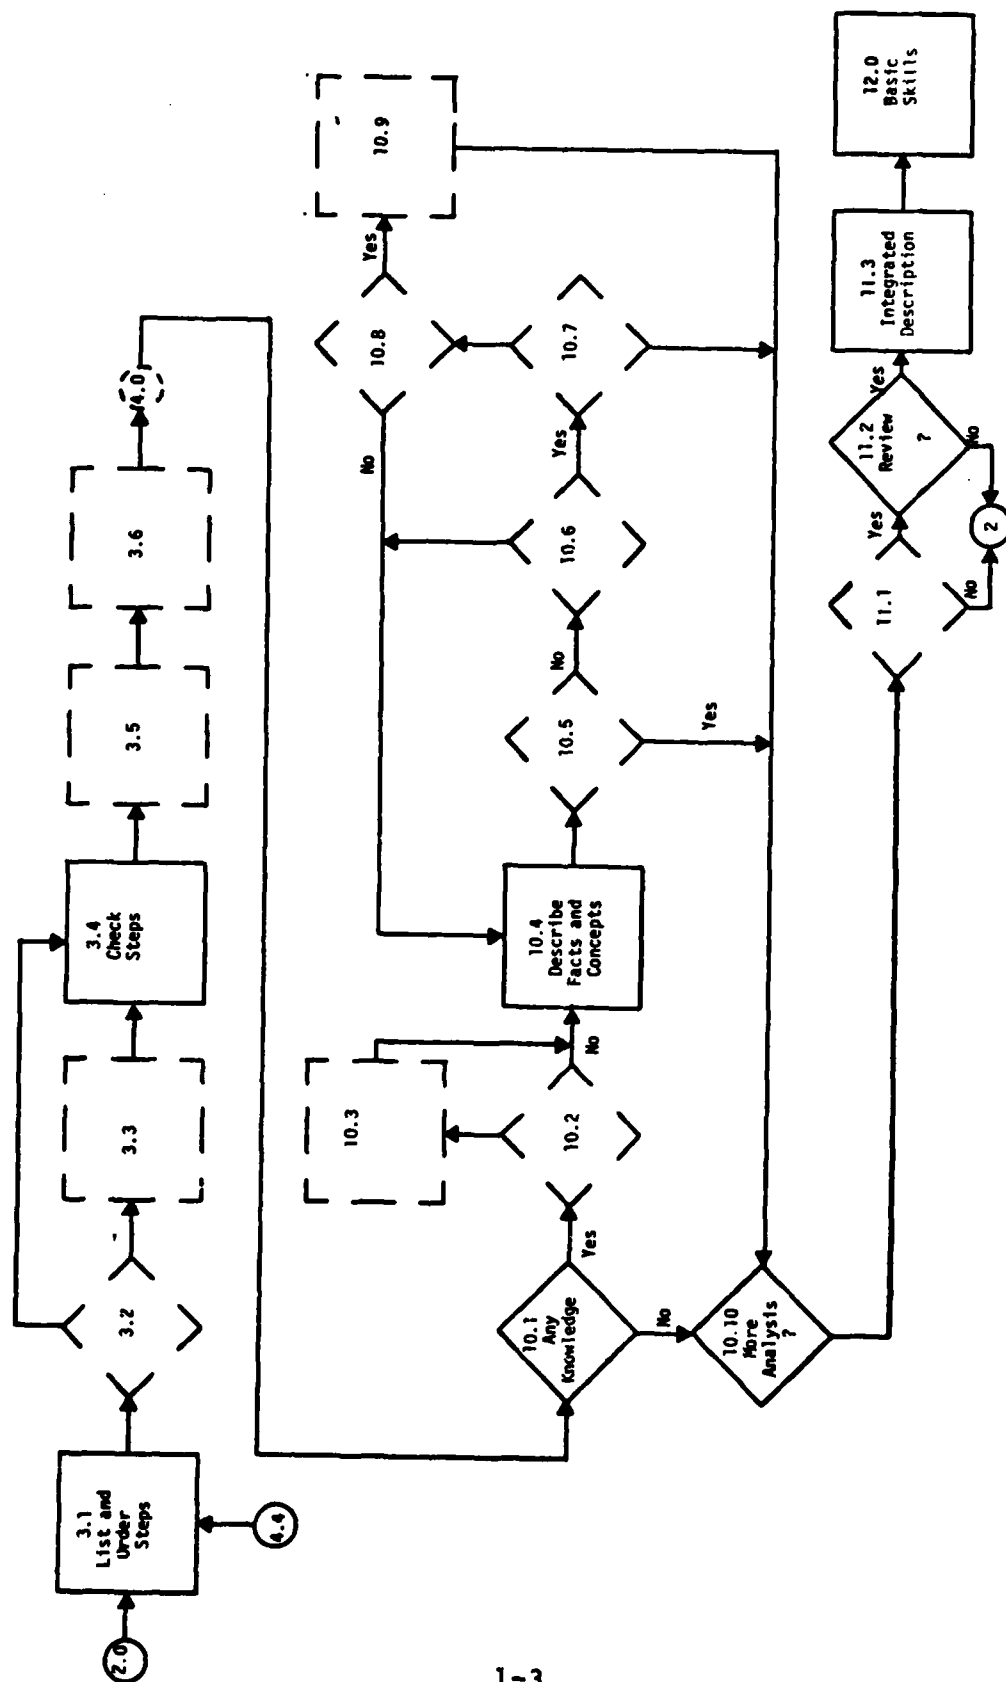 2.0
3.1
List and
Order
Steps
4.4
3.2
3.3
3.4
Check
Steps
3.5
3.6
4.0
10.1
Any
Knowledge
Yes
No
10.2
No
10.3
10.4
Describe
Facts and
Concepts
10.5
No
Yes
10.6
Yes
10.7
10.8
No
Yes
10.9
10.10
More
Analysis
?
11.1
Yes
No
11.2
Review
?
Yes
No
2
11.3
Integrated
Description
12.0
Basic
Skills
1-3